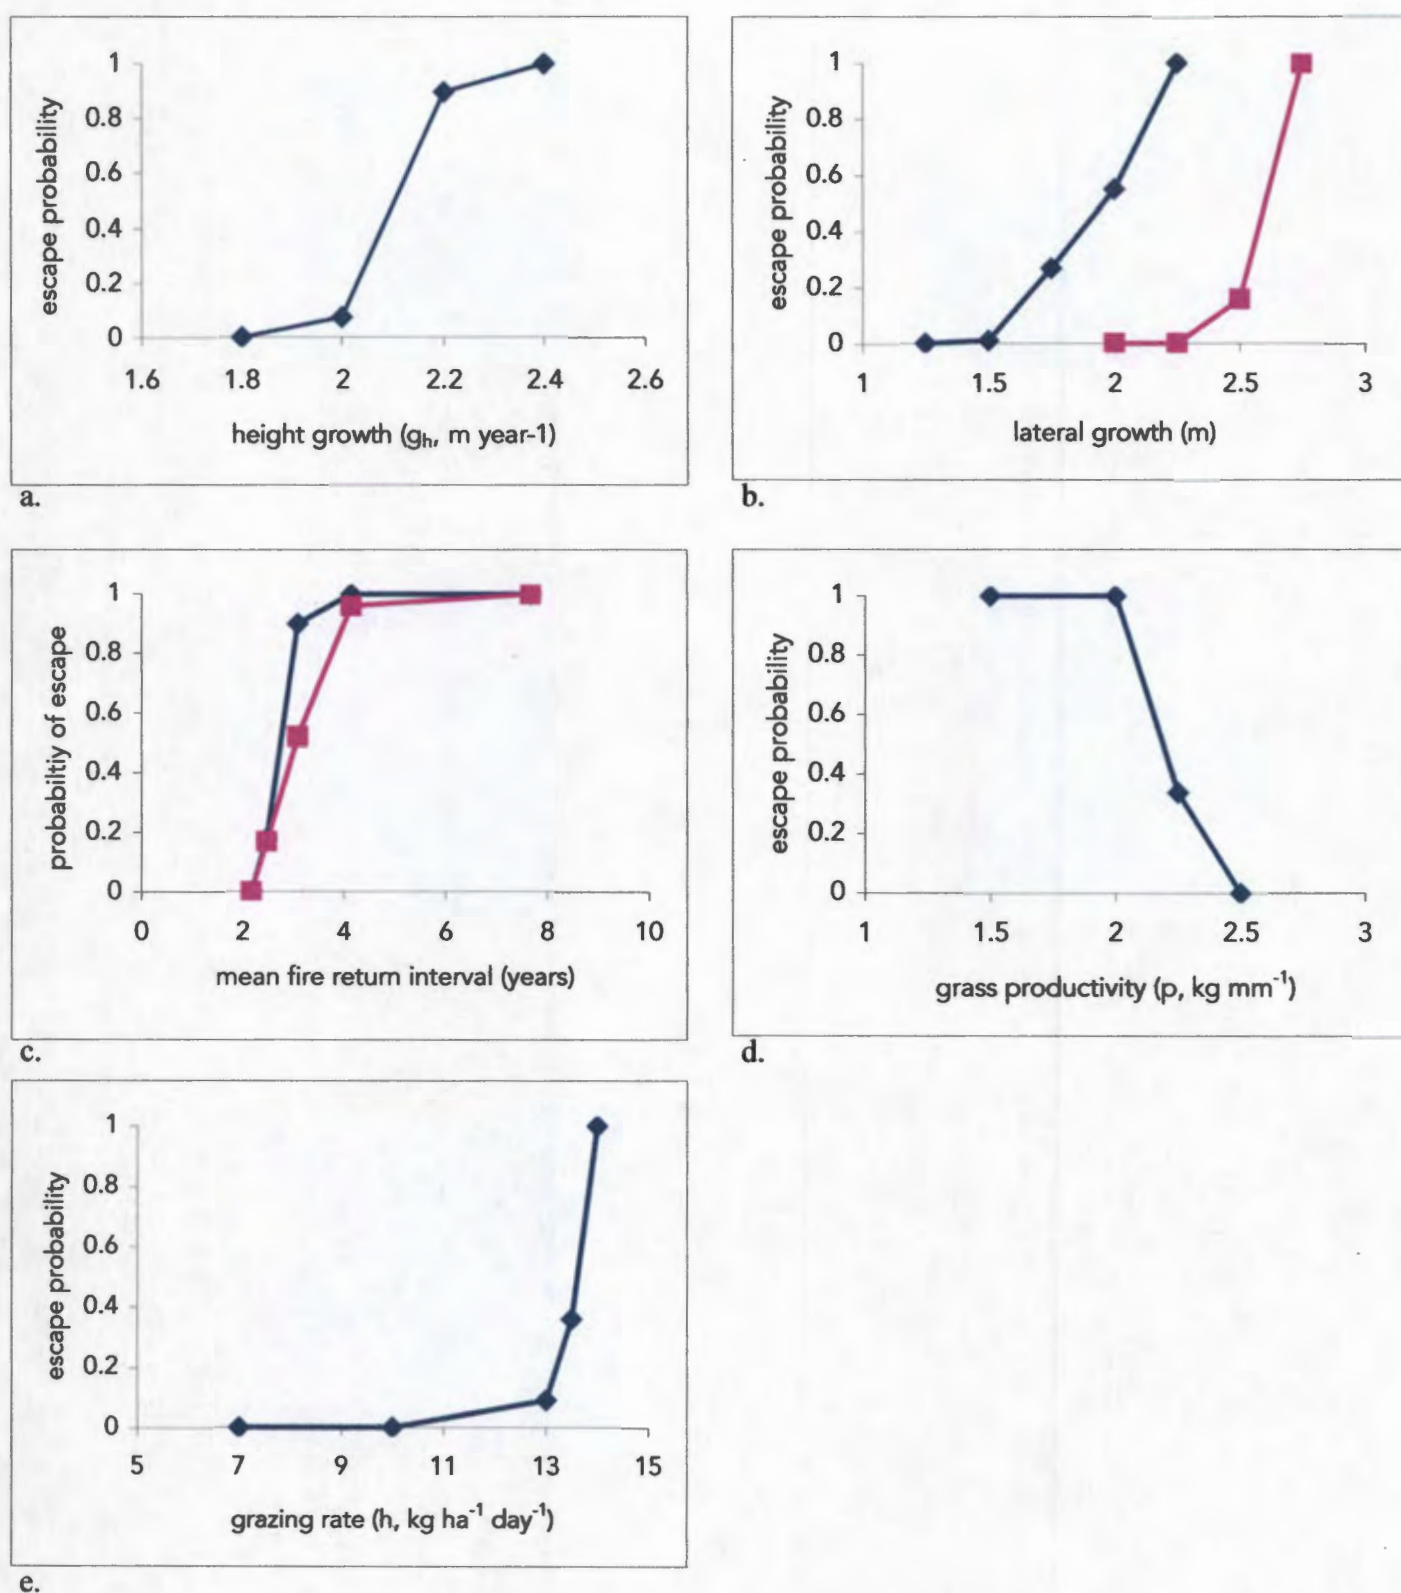 escape probability
1
0.8
0.6
0.4
0.2
0
1.6 1.8 2 2.2 2.4 2.6
height growth (gh, m year-1)
a.
escape probability
1
0.8
0.6
0.4
0.2
0
1 1.5 2 2.5 3
lateral growth (m)
b.
probabiltiy of escape
1
0.8
0.6
0.4
0.2
0
0 2 4 6 8 10
mean fire return interval (years)
c.
escape probability
1
0.8
0.6
0.4
0.2
0
1 1.5 2 2.5 3
grass productivity (p, kg mm-1)
d.
escape probability
1
0.8
0.6
0.4
0.2
0
5 7 9 11 13 15
grazing rate (h, kg ha-1 day-1)
e.